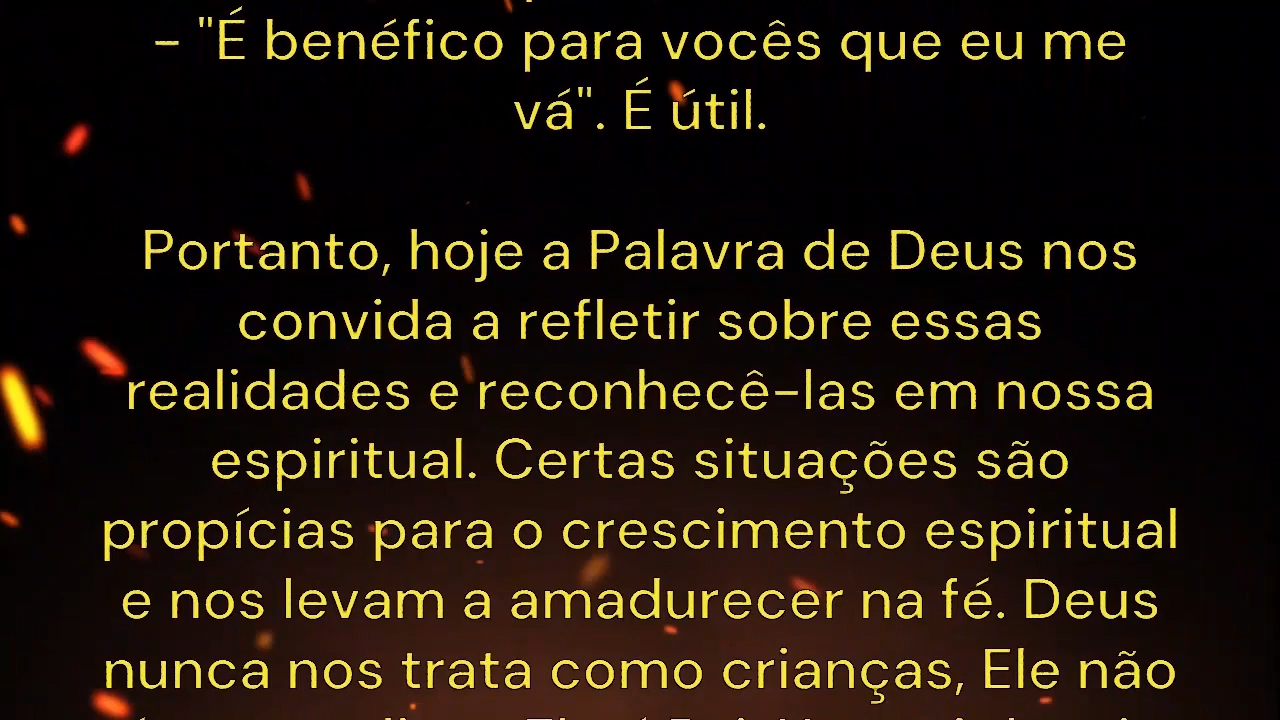 - "É benéfico para vocês que eu me
vá". É útil.
Portanto, hoje a Palavra de Deus nos
convida a refletir sobre essas
realidades e reconhecê-las em nossa
espiritual. Certas situações são
propícias para o crescimento espiritual
e nos levam a amadurecer na fé. Deus
nunca nos trata como crianças, Ele não